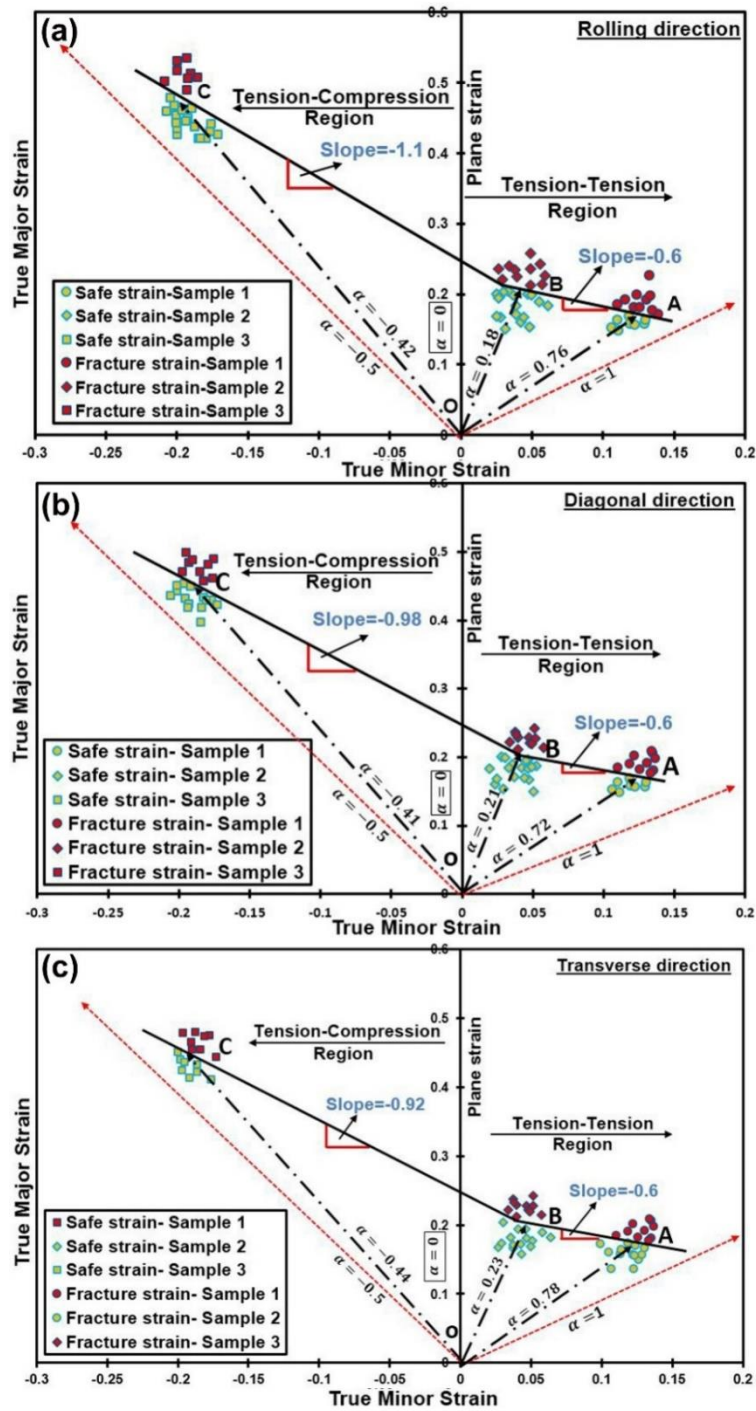 (a)
Rolling direction
True Major Strain
0.6
0.5
0.4
0.3
0.2
0.1
0
Tension-Compression
Region
Slope=-1.1
Plane strain
Tension-Tension
Region
Slope=-0.6
C
B
A
O
α = −0.42
α = −0.5
α = 0
α = 0.18
α = 0.76
α = 1
Safe strain-Sample 1
Safe strain-Sample 2
Safe strain-Sample 3
Fracture strain-Sample 1
Fracture strain-Sample 2
Fracture strain-Sample 3
-0.3 -0.25 -0.2 -0.15 -0.1 -0.05 0 0.05 0.1 0.15 0.2
True Minor Strain
(b)
Diagonal direction
True Major Strain
0.5
0.4
0.3
0.2
0.1
0
Tension-Compression
Region
Slope=-0.98
Plane strain
Tension-Tension
Region
Slope=-0.6
C
B
A
O
α = −0.41
α = −0.5
α = 0
α = 0.21
α = 0.72
α = 1
Safe strain- Sample 1
Safe strain- Sample 2
Safe strain- Sample 3
Fracture strain- Sample 1
Fracture strain- Sample 2
Fracture strain- Sample 3
-0.3 -0.25 -0.2 -0.15 -0.1 -0.05 0 0.05 0.1 0.15 0.2
True Minor Strain
(c)
Transverse direction
True Major Strain
0.5
0.4
0.3
0.2
0.1
0
Tension-Compression
Region
Slope=-0.92
Plane strain
Tension-Tension
Region
Slope=-0.6
C
B
A
O
α = −0.44
α = −0.5
α = 0
α = 0.23
α = 0.78
α = 1
Safe strain- Sample 1
Safe strain- Sample 2
Safe strain- Sample 3
Fracture strain- Sample 1
Fracture strain- Sample 2
Fracture strain- Sample 3
-0.3 -0.25 -0.2 -0.15 -0.1 -0.05 0 0.05 0.1 0.15 0.2
True Minor Strain